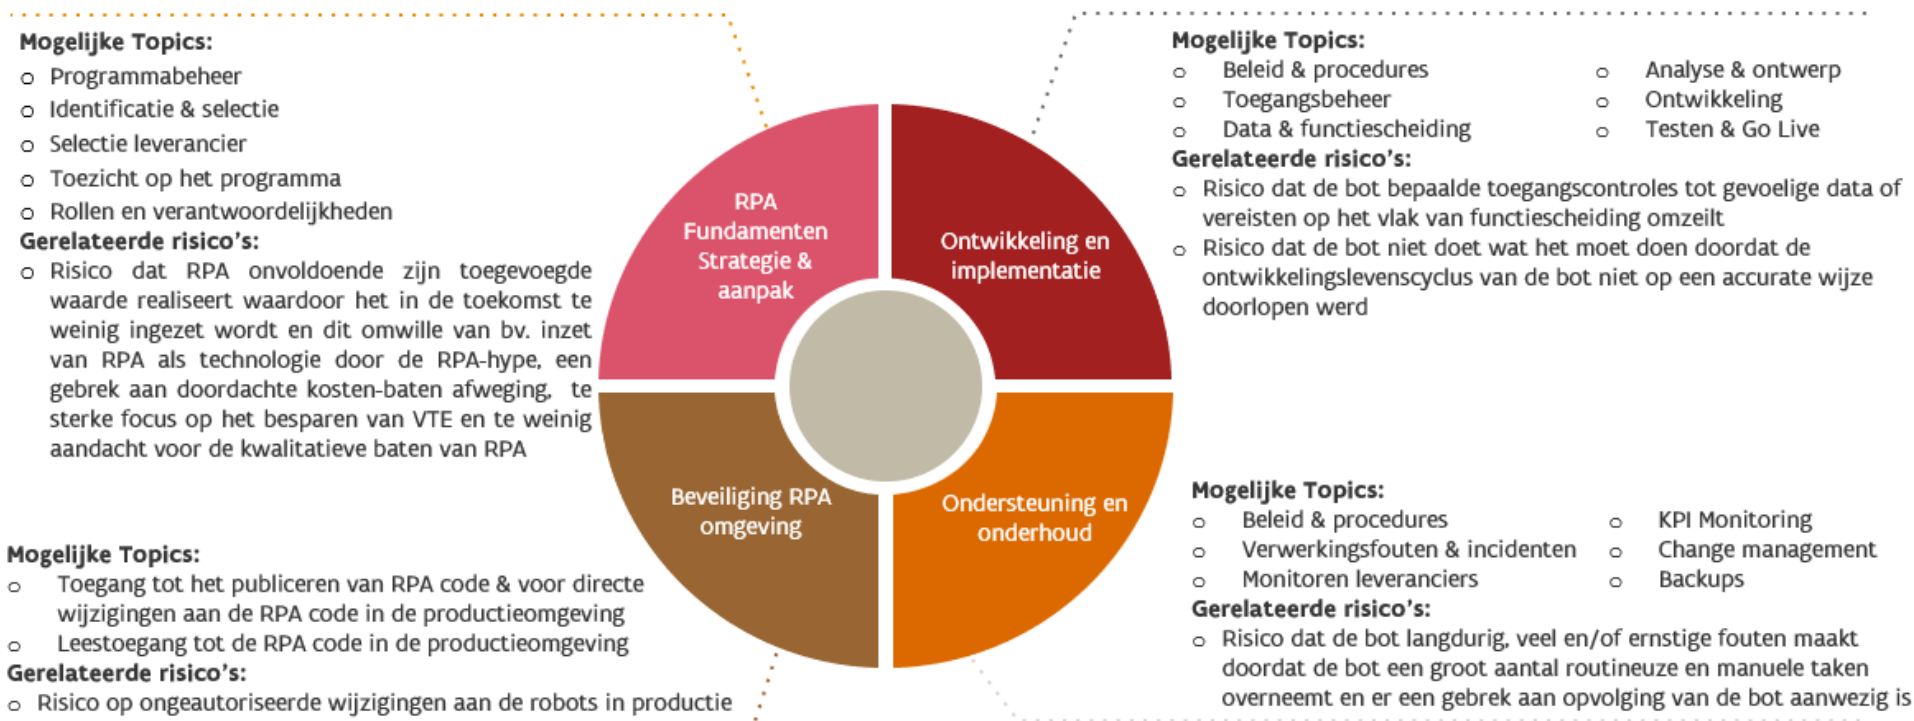 Mogelijke Topics:
o Programmabeheer
o Identificatie & selectie
o Selectie leverancier
o Toezicht op het programma
o Rollen en verantwoordelijkheden
Gerelateerde risico's:
o Risico dat RPA onvoldoende zijn toegevoegde
waarde realiseert waardoor het in de toekomst te
weinig ingezet wordt en dit omwille van bv. inzet
van RPA als technologie door de RPA-hype, een
gebrek aan doordachte kosten-baten afweging, te
sterke focus op het besparen van VTE en te weinig
aandacht voor de kwalitatieve baten van RPA
RPA
Fundamenten
Strategie &
aanpak
Ontwikkeling en
implementatie
Mogelijke Topics:
o Beleid & procedures
o Toegangsbeheer
o Data & functiescheiding
o Analyse & ontwerp
o Ontwikkeling
o Testen & Go Live
Gerelateerde risico's:
o Risico dat de bot bepaalde toegangscontroles tot gevoelige data of
vereisten op het vlak van functiescheiding omzeilt
o Risico dat de bot niet doet wat het moet doen doordat de
ontwikkelingslevenscyclus van de bot niet op een accurate wijze
doorlopen werd
Beveiliging RPA
omgeving
Mogelijke Topics:
o Toegang tot het publiceren van RPA code & voor directe
wijzigingen aan de RPA code in de productieomgeving
o Leestoegang tot de RPA code in de productieomgeving
Gerelateerde risico's:
o Risico op ongeautoriseerde wijzigingen aan de robots in productie
Ondersteuning en
onderhoud
Mogelijke Topics:
o Beleid & procedures
o Verwerkingsfouten & incidenten
o Monitoren leveranciers
o KPI Monitoring
o Change management
o Backups
Gerelateerde risico's:
o Risico dat de bot langdurig, veel en/of ernstige fouten maakt
doordat de bot een groot aantal routineuze en manuele taken
overneemt en er een gebrek aan opvolging van de bot aanwezig is